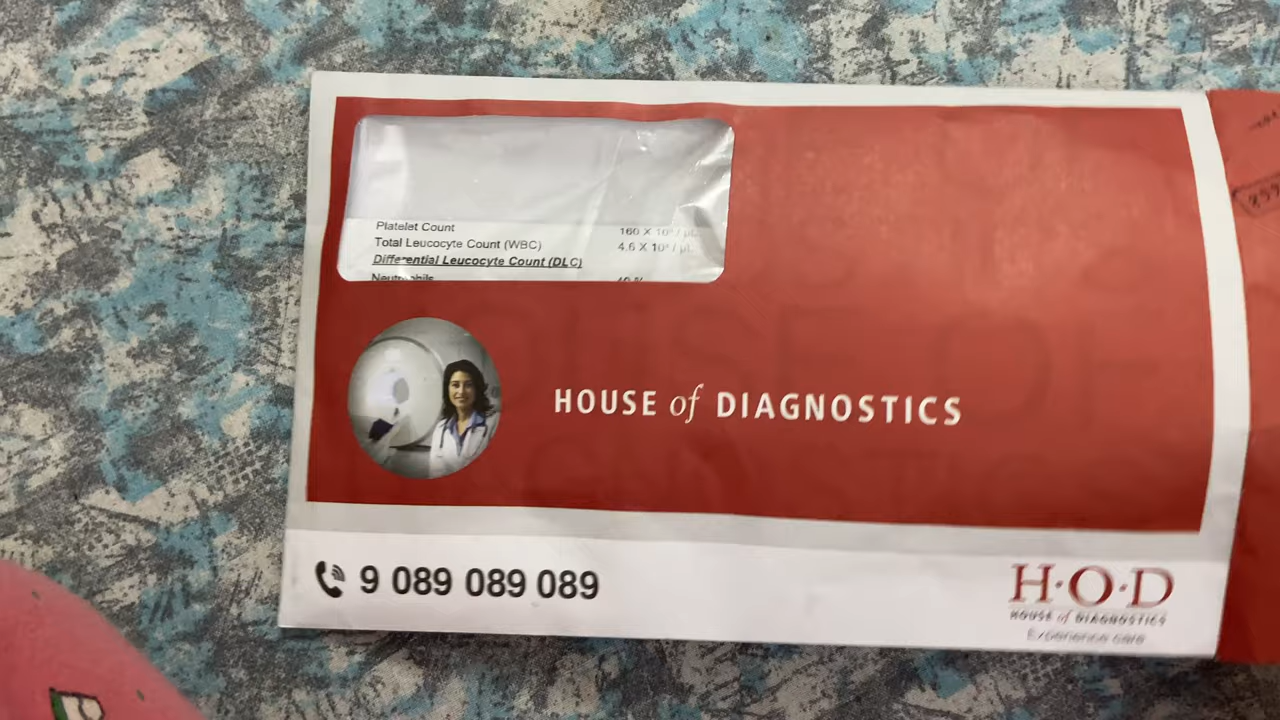 Platelet Count 160 X 10³ / µL
Total Leucocyte Count (WBC) 4.6 X 10³ / µL
Differential Leucocyte Count (DLC)
Neutrophils
HOUSE of DIAGNOSTICS
9 089 089 089
H·O·D
HOUSE of DIAGNOSTICS
Experience care